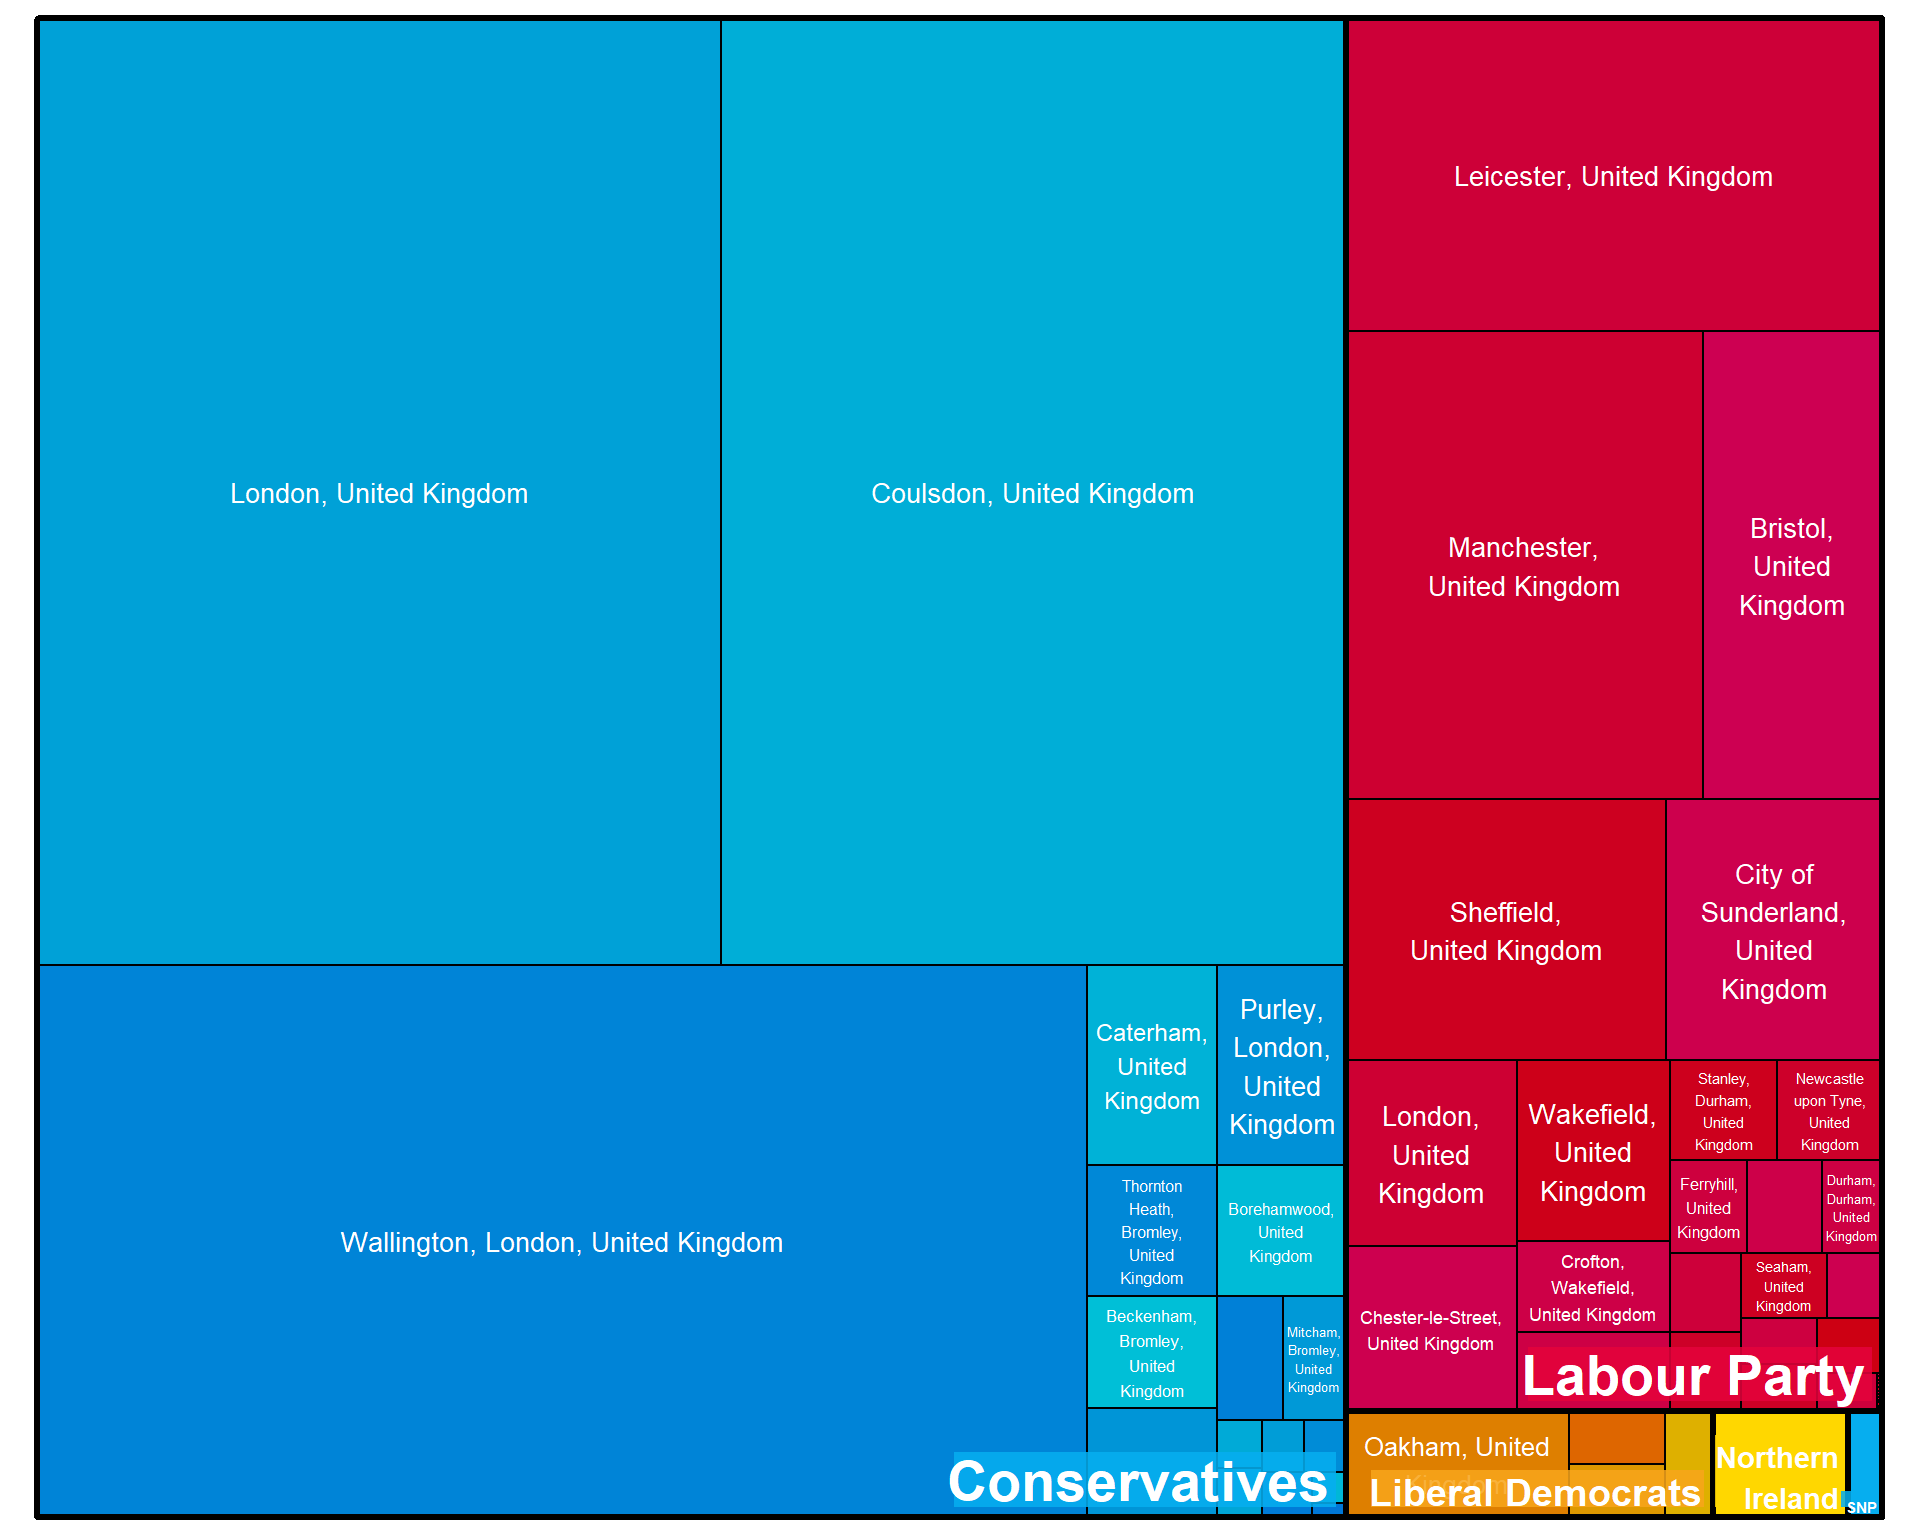 London, United Kingdom
Coulsdon, United Kingdom
Wallington, London, United Kingdom
Caterham,
United
Kingdom
Purley,
London,
United
Kingdom
Thornton
Heath,
Bromley,
United
Kingdom
Borehamwood,
United
Kingdom
Beckenham,
Bromley,
United
Kingdom
Mitcham,
Bromley,
United
Kingdom
Conservatives
Leicester, United Kingdom
Manchester,
United Kingdom
Bristol,
United
Kingdom
Sheffield,
United Kingdom
City of
Sunderland,
United
Kingdom
London,
United
Kingdom
Wakefield,
United
Kingdom
Stanley,
Durham,
United
Kingdom
Newcastle
upon Tyne,
United
Kingdom
Ferryhill,
United
Kingdom
Durham,
Durham,
United
Kingdom
Chester-le-Street,
United Kingdom
Crofton,
Wakefield,
United Kingdom
Seaham,
United
Kingdom
Labour Party
Oakham, United
Kingdom
Liberal Democrats
Northern
Ireland
SNP